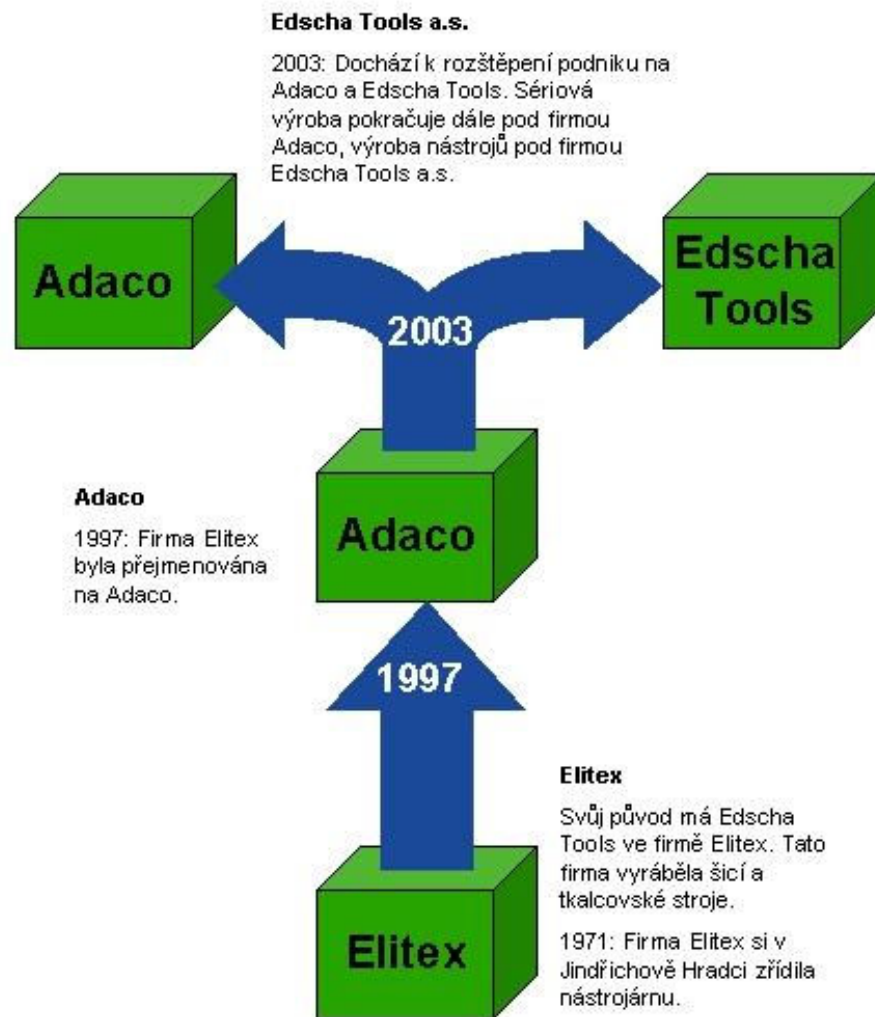 Edscha Tools a.s.
2003: Dochází k rozštěpení podniku na
Adaco a Edscha Tools. Sériová
výroba pokračuje dále pod firmou
Adaco, výroba nástrojů pod firmou
Edscha Tools a.s.
Adaco
Edscha
Tools
2003
Adaco
1997: Firma Elitex
byla přejmenována
na Adaco.
Adaco
1997
Elitex
Svůj původ má Edscha
Tools ve firmě Elitex. Tato
firma vyráběla šicí a
tkalcovské stroje.
1971: Firma Elitex si v
Jindřichově Hradci zřídila
nástrojárnu.
Elitex